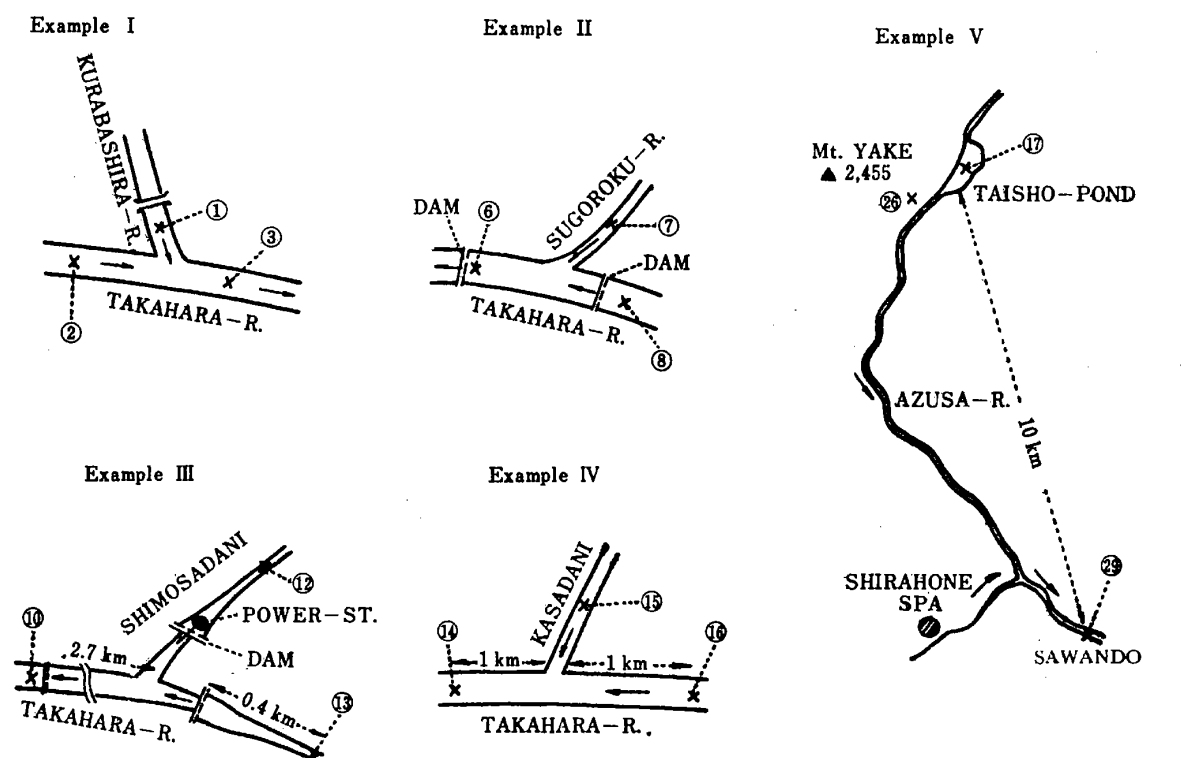 Example I
KURABASHIRA-R.
①
③
②
TAKAHARA-R.
Example II
SUGOROKU-R.
DAM
⑥
⑦
DAM
TAKAHARA-R.
⑧
Example III
SHIMOSADANI
⑫
POWER-ST.
⑩
2.7 km
DAM
0.4 km
⑬
TAKAHARA-R.
Example IV
KASADANI
⑮
⑭
⑯
1 km
1 km
TAKAHARA-R.
Example V
⑰
Mt. YAKE
▲ 2,455
㉖
TAISHO-POND
AZUSA-R.
10 km
SHIRAHONE
SPA
㉙
SAWANDO